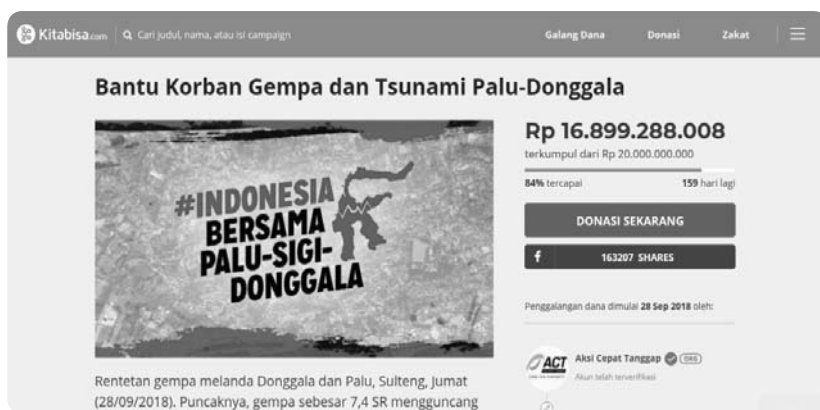 Kitabisa.com
Cari judul, nama, atau isi campaign
Galang Dana
Donasi
Zakat
Bantu Korban Gempa dan Tsunami Palu-Donggala
#INDONESIA
BERSAMA
PALU-SIGI-
DONGGALA
Rp 16.899.288.008
terkumpul dari Rp 20.000.000.000
84% tercapai
159 hari lagi
DONASI SEKARANG
f 163207 SHARES
Penggalangan dana dimulai 28 Sep 2018 oleh:
ACT
Aksi Cepat Tanggap ORG
Akun telah terverifikasi
Rentetan gempa melanda Donggala dan Palu, Sulteng, Jumat
(28/09/2018). Puncaknya, gempa sebesar 7,4 SR mengguncang